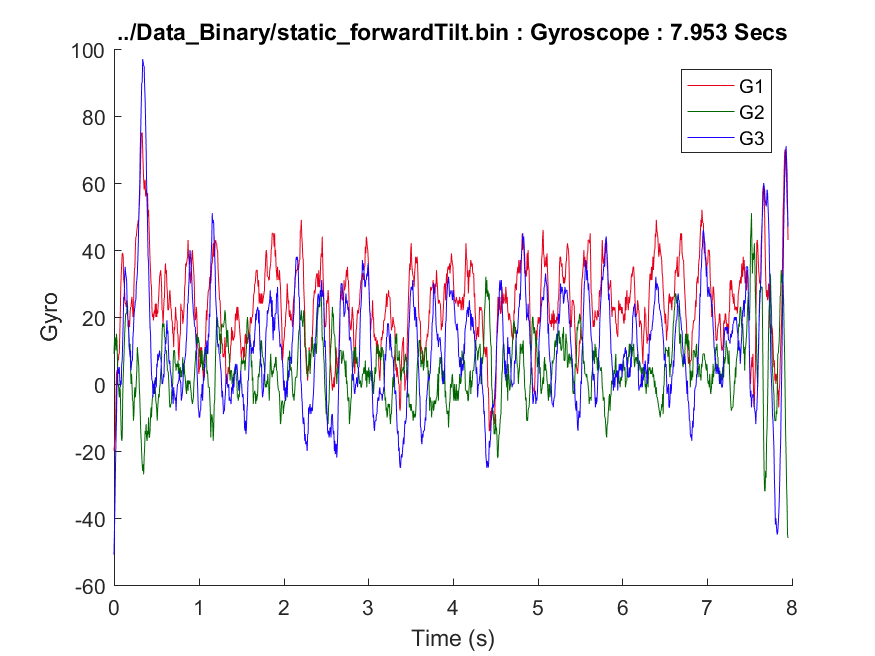 ../Data_Binary/static_forwardTilt.bin : Gyroscope : 7.953 Secs
G1
G2
G3
100
80
60
40
20
0
-20
-40
-60
Gyro
0 1 2 3 4 5 6 7 8
Time (s)